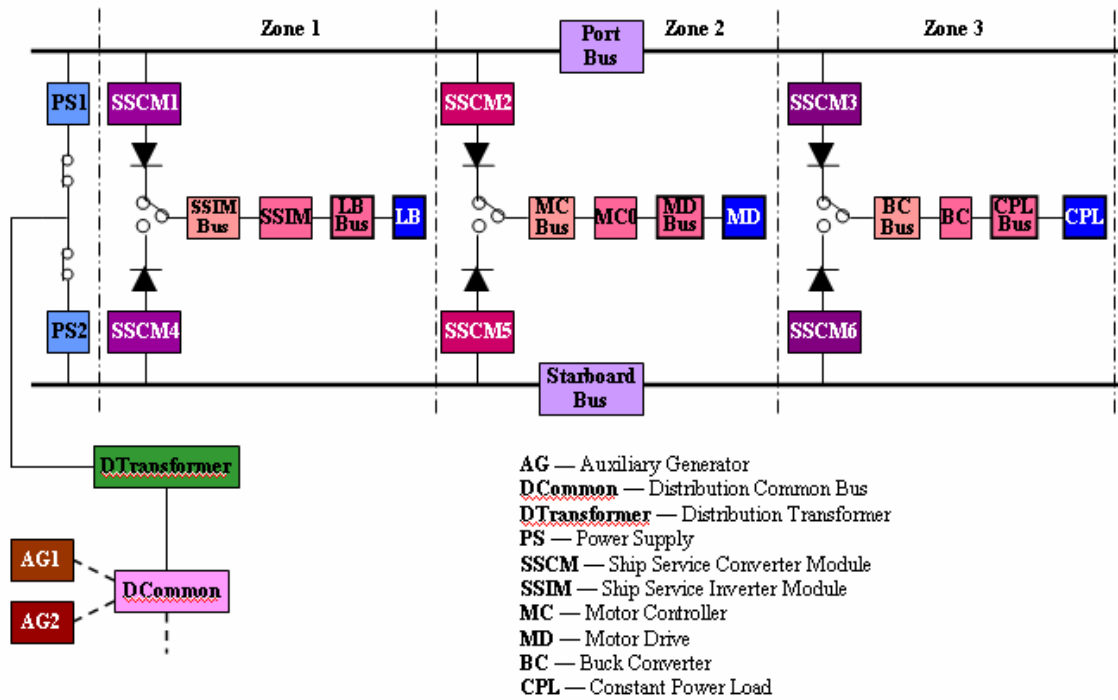 Zone 1
Port
Bus
Zone 2
Zone 3
PS1
SSCM1
SSCM2
SSCM3
SSIM
Bus
SSIM
LB
Bus
LB
MC
Bus
MC0
MD
Bus
MD
BC
Bus
BC
CPL
Bus
CPL
PS2
SSCM4
SSCM5
SSCM6
Starboard
Bus
DTransformer
AG1
AG2
DCommon
AG — Auxiliary Generator
DCommon — Distribution Common Bus
DTransformer — Distribution Transformer
PS — Power Supply
SSCM — Ship Service Converter Module
SSIM — Ship Service Inverter Module
MC — Motor Controller
MD — Motor Drive
BC — Buck Converter
CPL — Constant Power Load